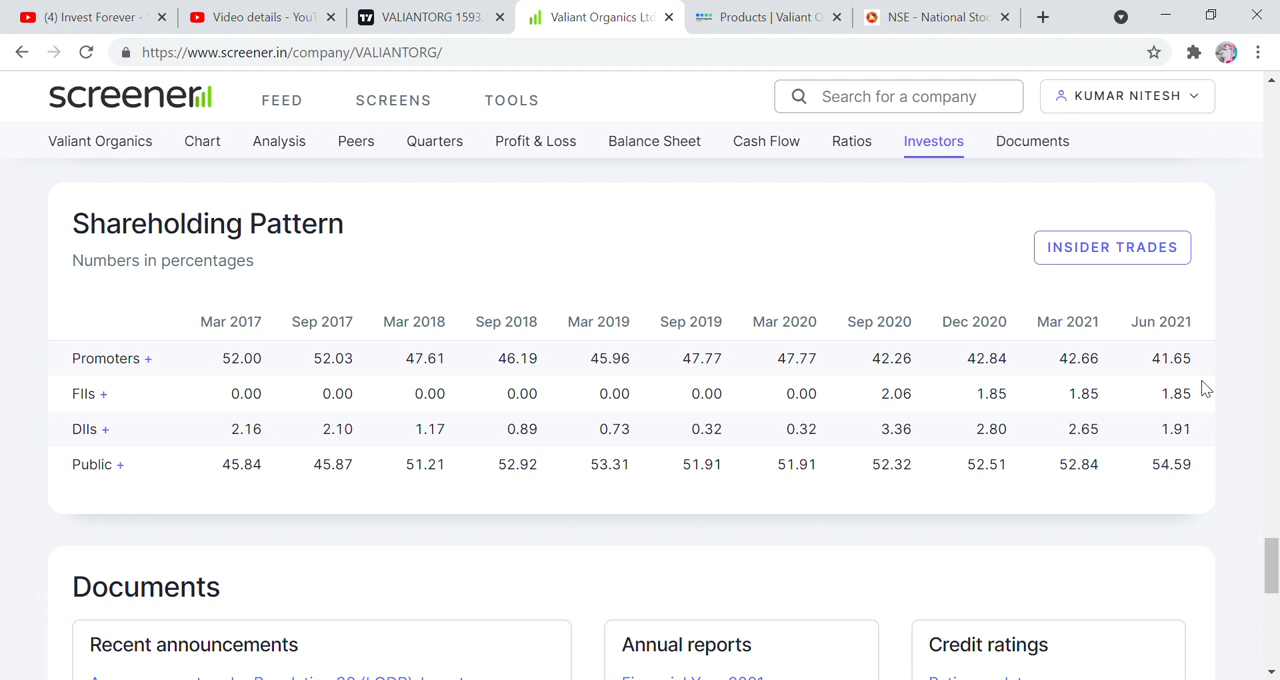 (4) Invest Forever -
Video details - YouT
VALIANTORG 1593.
Valiant Organics Ltd
Products | Valiant O
NSE - National Stoc
https://www.screener.in/company/VALIANTORG/
screener
FEED
SCREENS
TOOLS
Search for a company
KUMAR NITESH
Valiant Organics
Chart
Analysis
Peers
Quarters
Profit & Loss
Balance Sheet
Cash Flow
Ratios
Investors
Documents
Shareholding Pattern
Numbers in percentages
INSIDER TRADES
Mar 2017 Sep 2017 Mar 2018 Sep 2018 Mar 2019 Sep 2019 Mar 2020 Sep 2020 Dec 2020 Mar 2021 Jun 2021
Promoters + 52.00 52.03 47.61 46.19 45.96 47.77 47.77 42.26 42.84 42.66 41.65
FIIs + 0.00 0.00 0.00 0.00 0.00 0.00 0.00 2.06 1.85 1.85 1.85
DIIs + 2.16 2.10 1.17 0.89 0.73 0.32 0.32 3.36 2.80 2.65 1.91
Public + 45.84 45.87 51.21 52.92 53.31 51.91 51.91 52.32 52.51 52.84 54.59
Documents
Recent announcements
Annual reports
Credit ratings